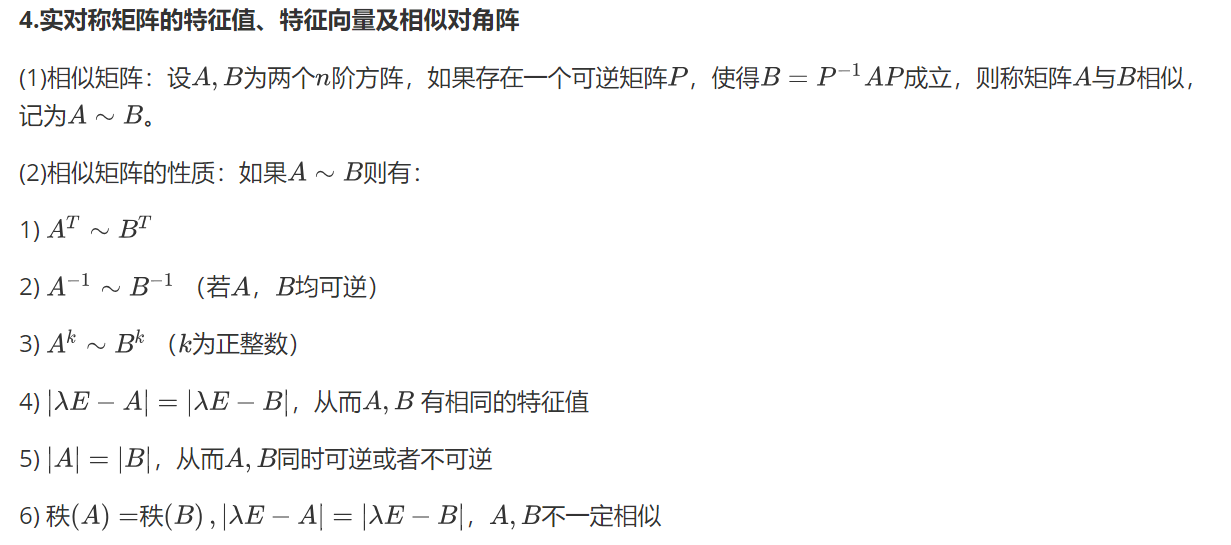 4.实对称矩阵的特征值、特征向量及相似对角阵
(1)相似矩阵：设A, B为两个n阶方阵，如果存在一个可逆矩阵P，使得B = P⁻¹AP成立，则称矩阵A与B相似，
记为A ∼ B。
(2)相似矩阵的性质：如果A ∼ B则有：
1) Aᵀ ∼ Bᵀ
2) A⁻¹ ∼ B⁻¹ （若A，B均可逆）
3) Aᵏ ∼ Bᵏ （k为正整数）
4) |λE − A| = |λE − B|，从而A, B 有相同的特征值
5) |A| = |B|，从而A, B同时可逆或者不可逆
6) 秩(A) =秩(B) , |λE − A| = |λE − B|，A, B不一定相似